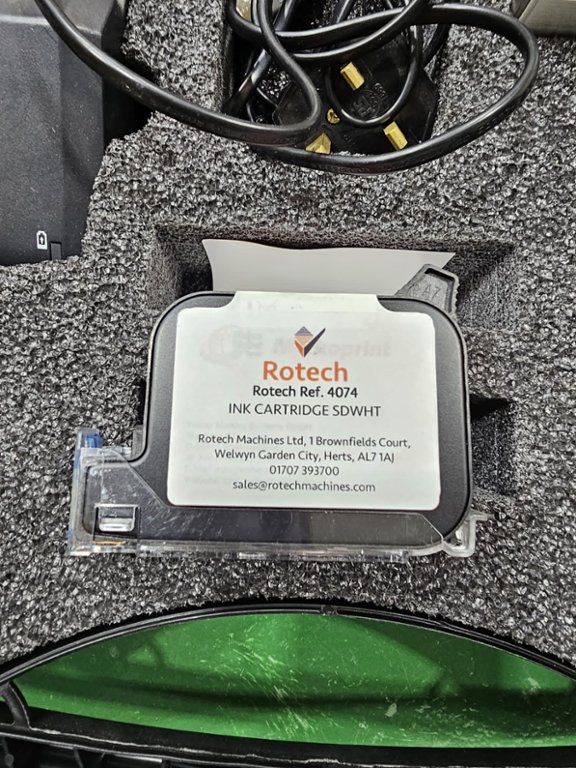 Rotech
Rotech Ref. 4074
INK CARTRIDGE SDWHT
Rotech Machines Ltd, 1 Brownfields Court,
Welwyn Garden City, Herts, AL7 1AJ
01707 393700
sales@rotechmachines.com